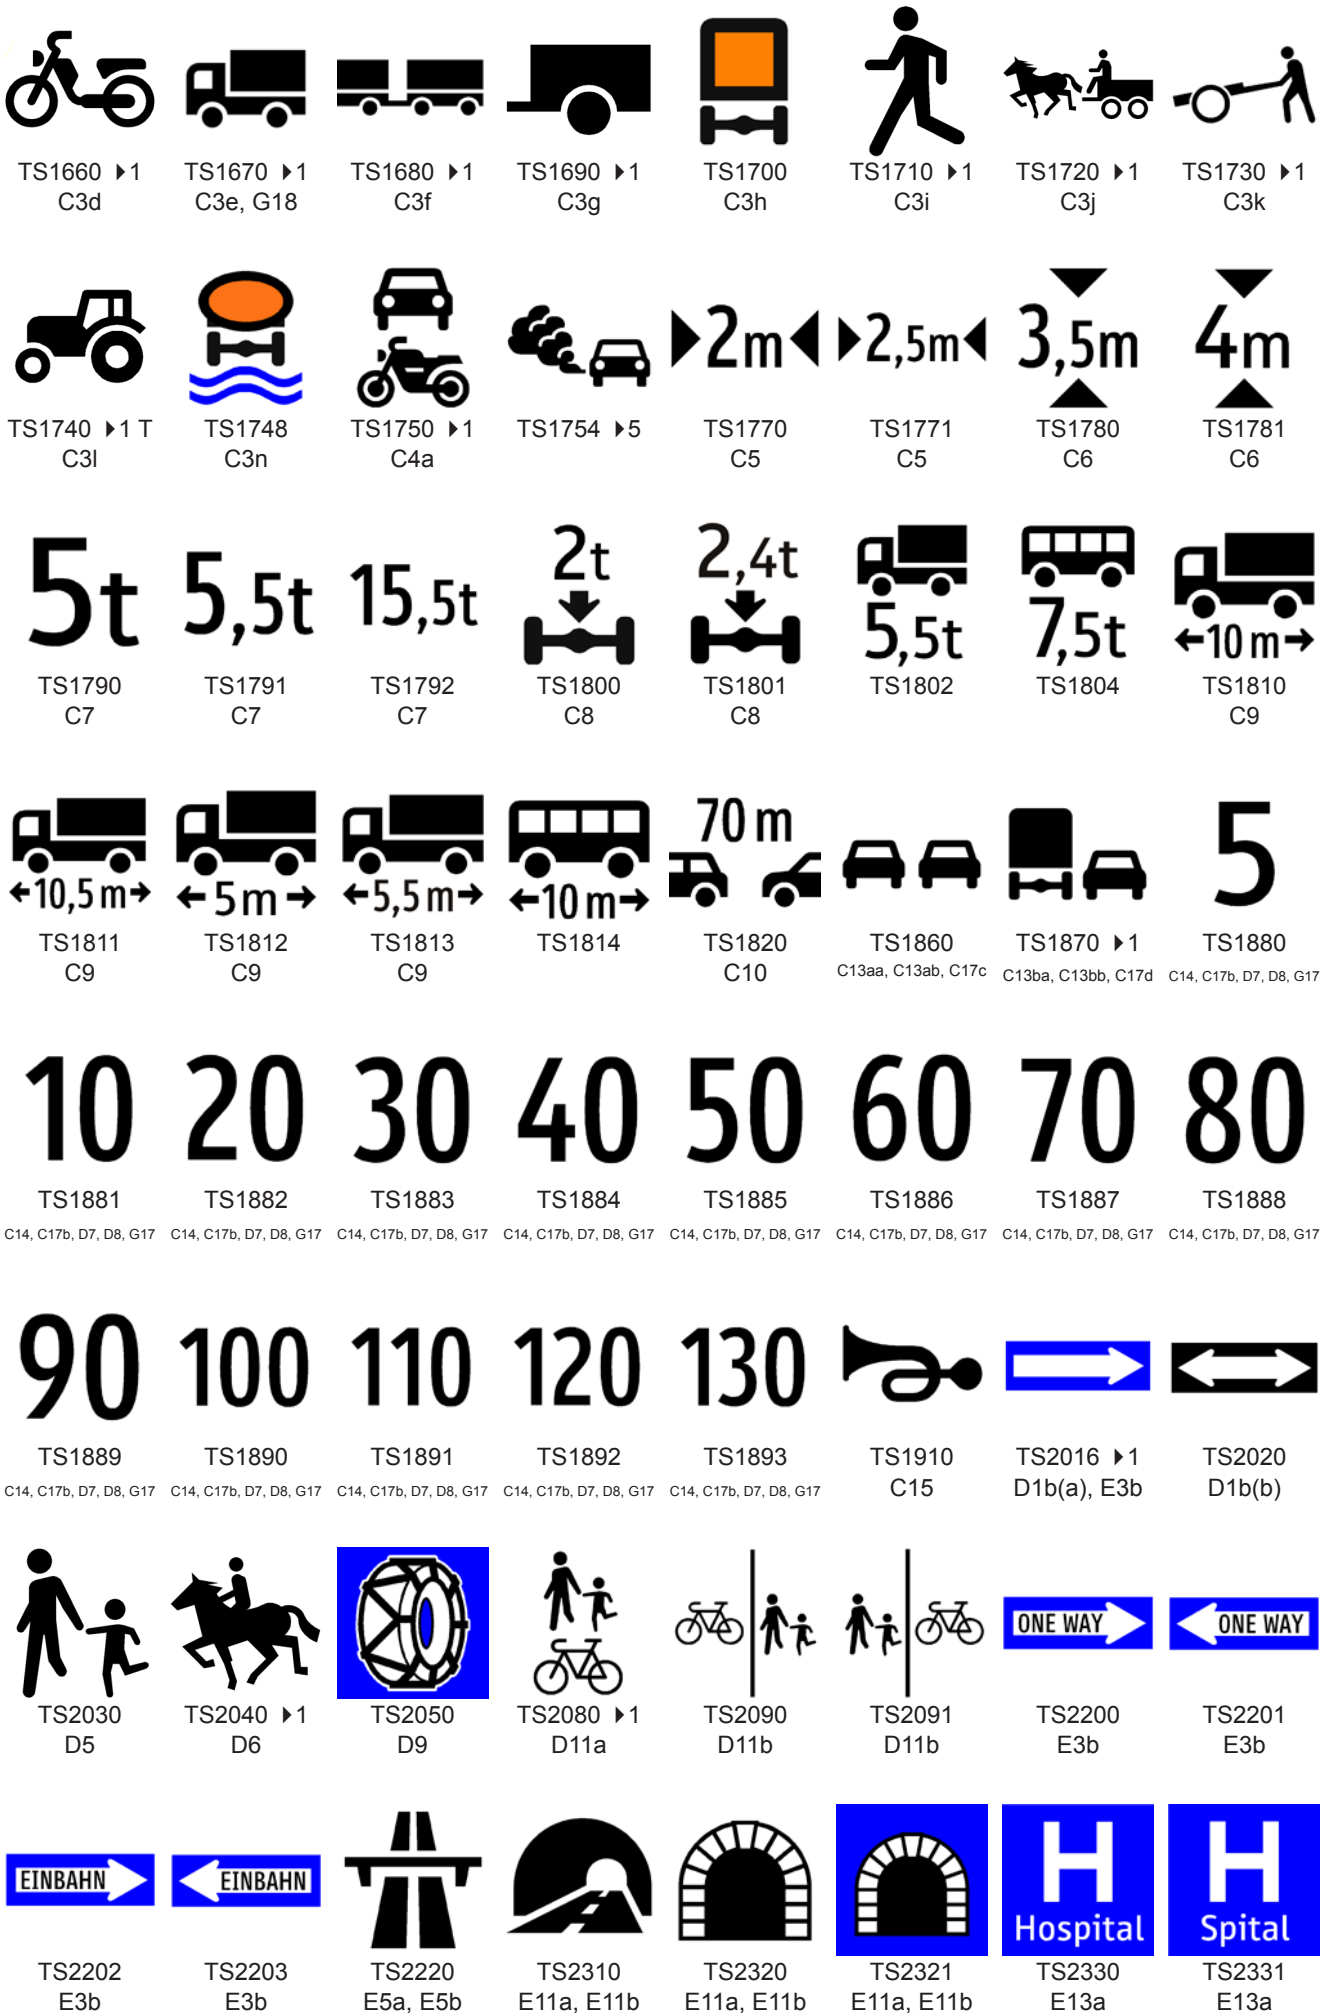 TS1660 ▸1 TS1670 ▸1 TS1680 ▸1 TS1690 ▸1 TS1700 TS1710 ▸1 TS1720 ▸1 TS1730 ▸1
C3d C3e, G18 C3f C3g C3h C3i C3j C3k
2m 2,5m 3,5m 4m
TS1740 ▸1 T TS1748 TS1750 ▸1 TS1754 ▸5 TS1770 TS1771 TS1780 TS1781
C3l C3n C4a C5 C5 C6 C6
5t 5,5t 15,5t 2t 2,4t 5,5t 7,5t 10 m
TS1790 TS1791 TS1792 TS1800 TS1801 TS1802 TS1804 TS1810
C7 C7 C7 C8 C8 C9
10,5 m 5 m 5,5 m 10 m 70 m 5
TS1811 TS1812 TS1813 TS1814 TS1820 TS1860 TS1870 ▸1 TS1880
C9 C9 C9 C10 C13aa, C13ab, C17c C13ba, C13bb, C17d C14, C17b, D7, D8, G17
10 20 30 40 50 60 70 80
TS1881 TS1882 TS1883 TS1884 TS1885 TS1886 TS1887 TS1888
C14, C17b, D7, D8, G17 C14, C17b, D7, D8, G17 C14, C17b, D7, D8, G17 C14, C17b, D7, D8, G17 C14, C17b, D7, D8, G17 C14, C17b, D7, D8, G17 C14, C17b, D7, D8, G17 C14, C17b, D7, D8, G17
90 100 110 120 130
TS1889 TS1890 TS1891 TS1892 TS1893 TS1910 TS2016 ▸1 TS2020
C14, C17b, D7, D8, G17 C14, C17b, D7, D8, G17 C14, C17b, D7, D8, G17 C14, C17b, D7, D8, G17 C14, C17b, D7, D8, G17 C15 D1b(a), E3b D1b(b)
ONE WAY ONE WAY
TS2030 TS2040 ▸1 TS2050 TS2080 ▸1 TS2090 TS2091 TS2200 TS2201
D5 D6 D9 D11a D11b D11b E3b E3b
EINBAHN EINBAHN H Hospital H Spital
TS2202 TS2203 TS2220 TS2310 TS2320 TS2321 TS2330 TS2331
E3b E3b E5a, E5b E11a, E11b E11a, E11b E11a, E11b E13a E13a